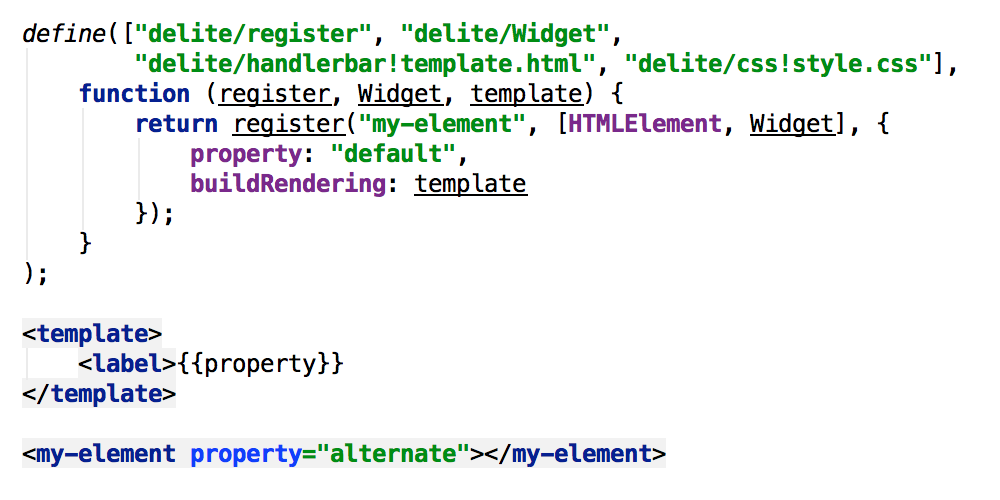 define(["delite/register", "delite/Widget",
"delite/handlerbar!template.html", "delite/css!style.css"],
function (register, Widget, template) {
return register("my-element", [HTMLElement, Widget], {
property: "default",
buildRendering: template
});
}
);
<template>
<label>{{property}}
</template>
<my-element property="alternate"></my-element>